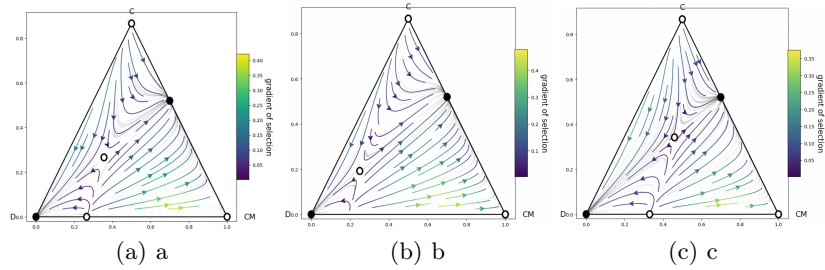 C C C
0.8 0.8 0.8
0.6 0.6 0.6
0.4 0.4 0.4
0.2 0.2 0.2
D0.0 D0.0 D0.0
0.0 0.2 0.4 0.6 0.8 1.0 CM
0.0 0.2 0.4 0.6 0.8 1.0 CM
0.0 0.2 0.4 0.6 0.8 1.0 CM
0.40
0.35
0.30
0.25
0.20
0.15
0.10
0.05
gradient of selection
0.4
0.3
0.2
0.1
gradient of selection
0.35
0.30
0.25
0.20
0.15
0.10
0.05
gradient of selection
(a) a (b) b (c) c